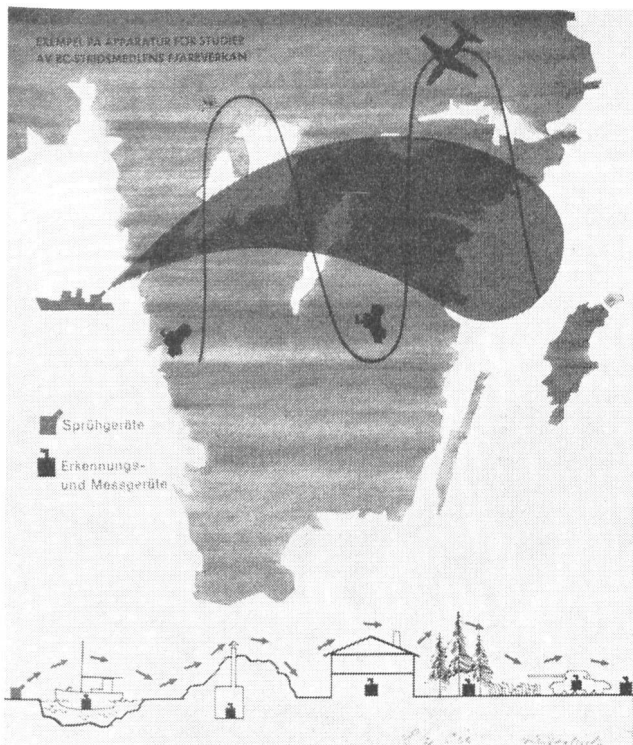 EXEMPEL PÅ APPARATUR FÖR STUDIER
AV BC-STRIDSMEDLENS FJÄRRVERKAN
Sprühgeräte
Erkennungs-
und Messgeräte